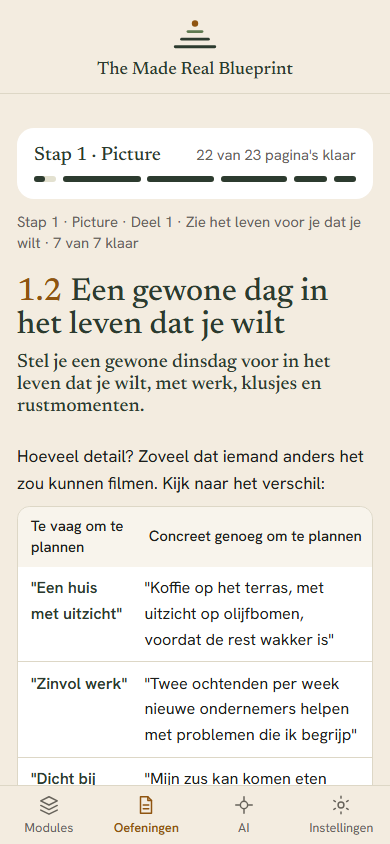 The Made Real Blueprint
Stap 1 · Picture
22 van 23 pagina's klaar
Stap 1 · Picture · Deel 1 · Zie het leven voor je dat je
wilt · 7 van 7 klaar
1.2 Een gewone dag in
het leven dat je wilt
Stel je een gewone dinsdag voor in het
leven dat je wilt, met werk, klusjes en
rustmomenten.
Hoeveel detail? Zoveel dat iemand anders het
zou kunnen filmen. Kijk naar het verschil:
Te vaag om te
plannen
Concreet genoeg om te plannen
"Een huis
met uitzicht"
"Koffie op het terras, met
uitzicht op olijfbomen,
voordat de rest wakker is"
"Zinvol werk"
"Twee ochtenden per week
nieuwe ondernemers helpen
met problemen die ik begrijp"
"Dicht bij
"Mijn zus kan komen eten
Modules
Oefeningen
AI
Instellingen